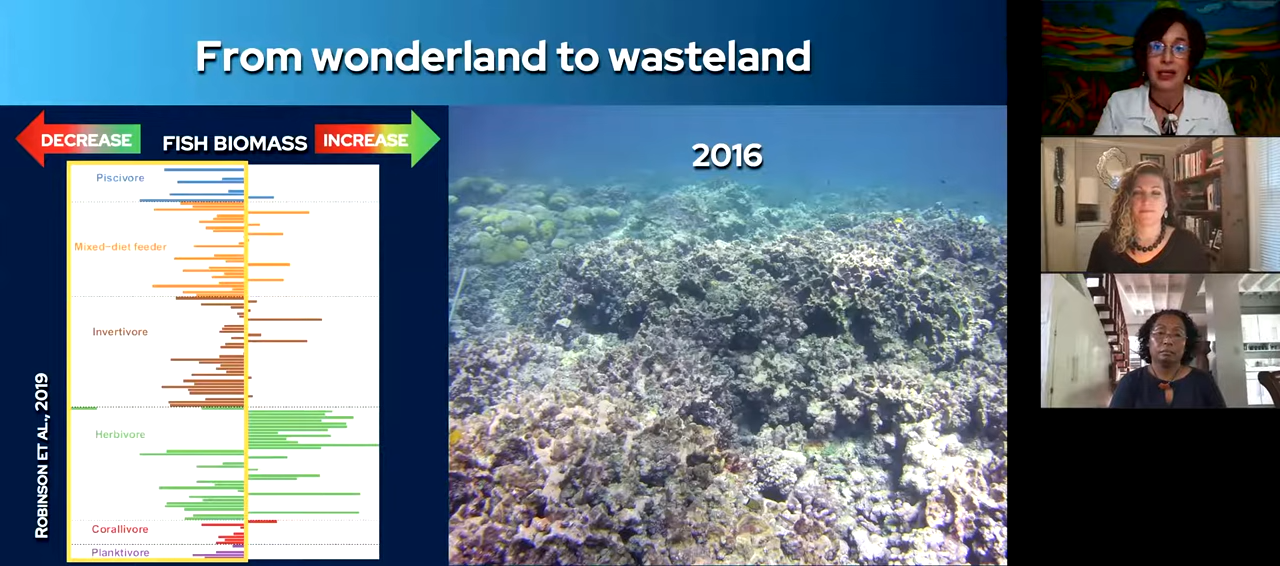 From wonderland to wasteland
DECREASE
FISH BIOMASS
INCREASE
Piscivore
Mixed-diet feeder
Invertivore
Herbivore
Corallivore
Planktivore
ROBINSON ET AL., 2019
2016